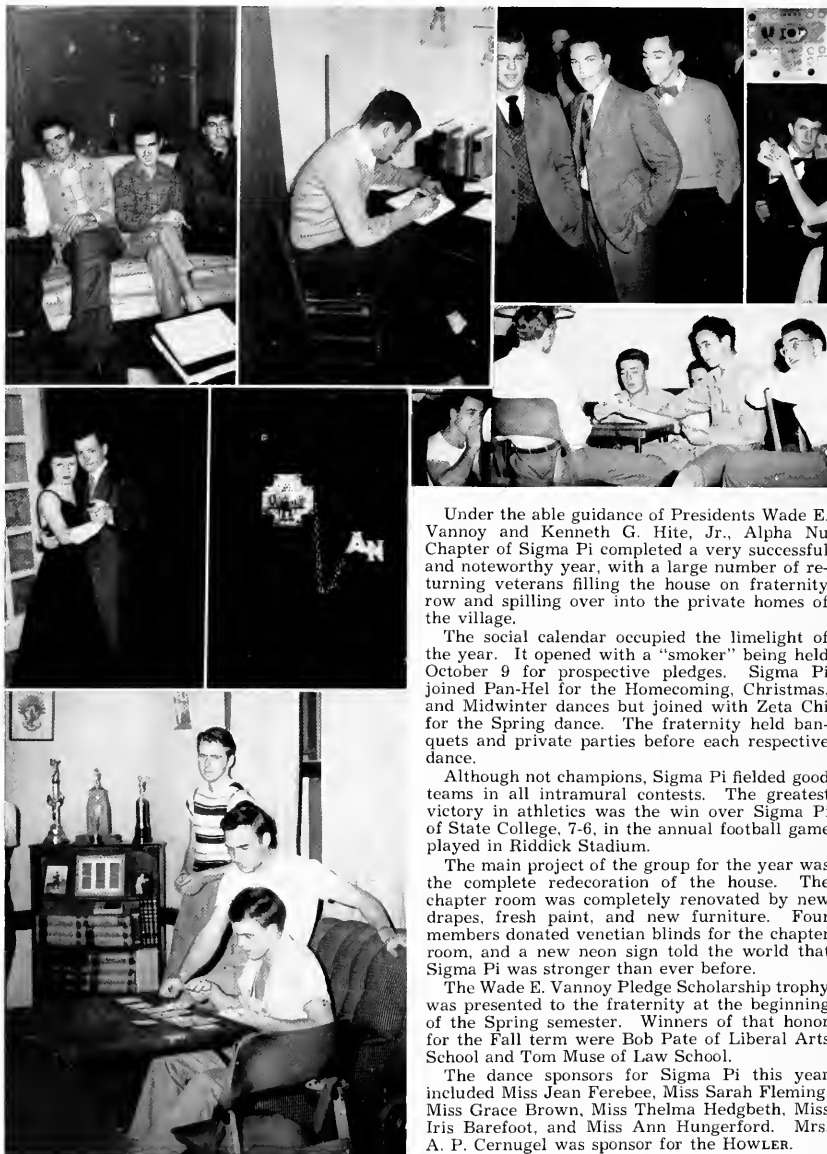 AN
Under the able guidance of Presidents Wade E.
Vannoy and Kenneth G. Hite, Jr., Alpha Nu
Chapter of Sigma Pi completed a very successful
and noteworthy year, with a large number of re-
turning veterans filling the house on fraternity
row and spilling over into the private homes of
the village.
The social calendar occupied the limelight of
the year. It opened with a "smoker" being held
October 9 for prospective pledges. Sigma Pi
joined Pan-Hel for the Homecoming, Christmas,
and Midwinter dances but joined with Zeta Chi
for the Spring dance. The fraternity held ban-
quets and private parties before each respective
dance.
Although not champions, Sigma Pi fielded good
teams in all intramural contests. The greatest
victory in athletics was the win over Sigma Pi
of State College, 7-6, in the annual football game
played in Riddick Stadium.
The main project of the group for the year was
the complete redecoration of the house. The
chapter room was completely renovated by new
drapes, fresh paint, and new furniture. Four
members donated venetian blinds for the chapter
room, and a new neon sign told the world that
Sigma Pi was stronger than ever before.
The Wade E. Vannoy Pledge Scholarship trophy
was presented to the fraternity at the beginning
of the Spring semester. Winners of that honor
for the Fall term were Bob Pate of Liberal Arts
School and Tom Muse of Law School.
The dance sponsors for Sigma Pi this year
included Miss Jean Ferebee, Miss Sarah Fleming,
Miss Grace Brown, Miss Thelma Hedgbeth, Miss
Iris Barefoot, and Miss Ann Hungerford. Mrs.
A. P. Cernugel was sponsor for the HOWLER.